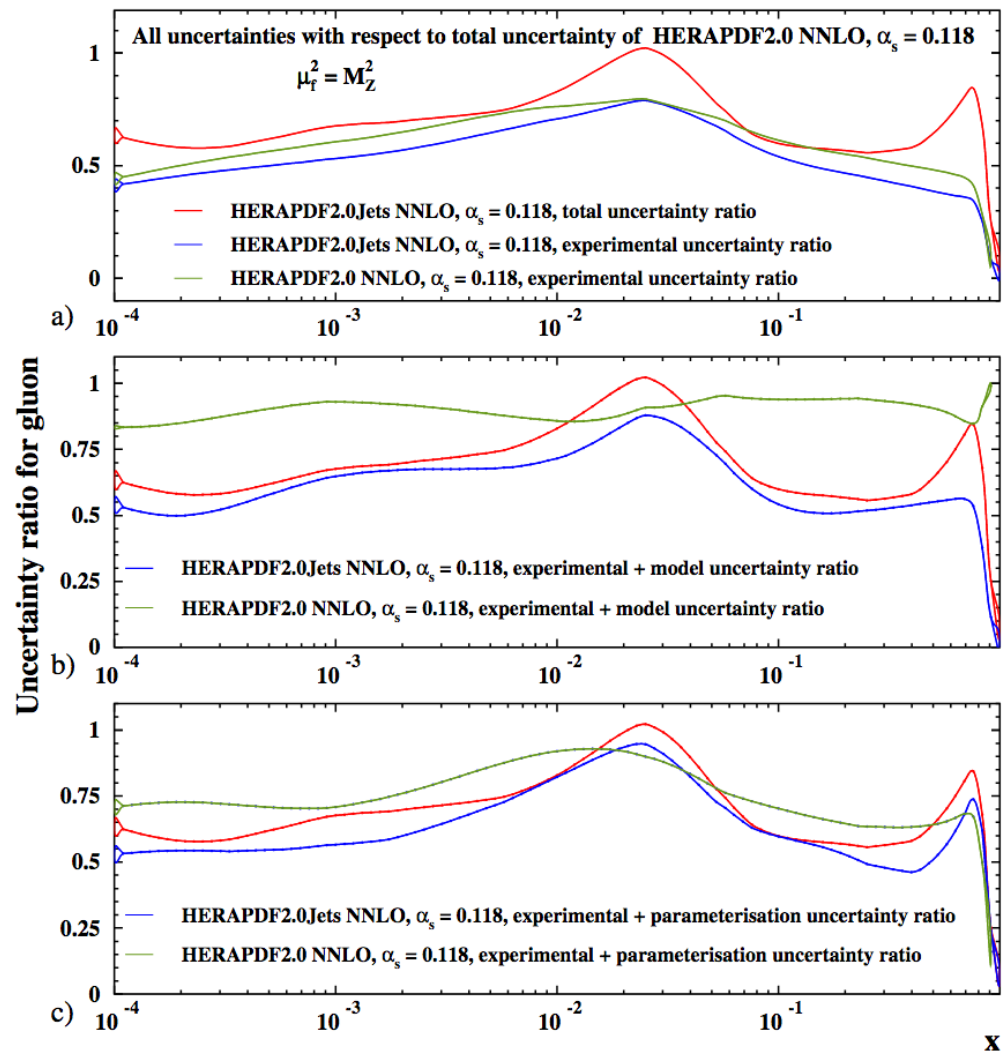 All uncertainties with respect to total uncertainty of HERAPDF2.0 NNLO, αs = 0.118
μf² = MZ²
1
0.5
0
HERAPDF2.0Jets NNLO, αs = 0.118, total uncertainty ratio
HERAPDF2.0Jets NNLO, αs = 0.118, experimental uncertainty ratio
HERAPDF2.0 NNLO, αs = 0.118, experimental uncertainty ratio
a)
10⁻⁴ 10⁻³ 10⁻² 10⁻¹
Uncertainty ratio for gluon
1
0.75
0.5
0.25
0
HERAPDF2.0Jets NNLO, αs = 0.118, experimental + model uncertainty ratio
HERAPDF2.0 NNLO, αs = 0.118, experimental + model uncertainty ratio
b)
10⁻⁴ 10⁻³ 10⁻² 10⁻¹
1
0.75
0.5
0.25
0
HERAPDF2.0Jets NNLO, αs = 0.118, experimental + parameterisation uncertainty ratio
HERAPDF2.0 NNLO, αs = 0.118, experimental + parameterisation uncertainty ratio
c)
10⁻⁴ 10⁻³ 10⁻² 10⁻¹
x